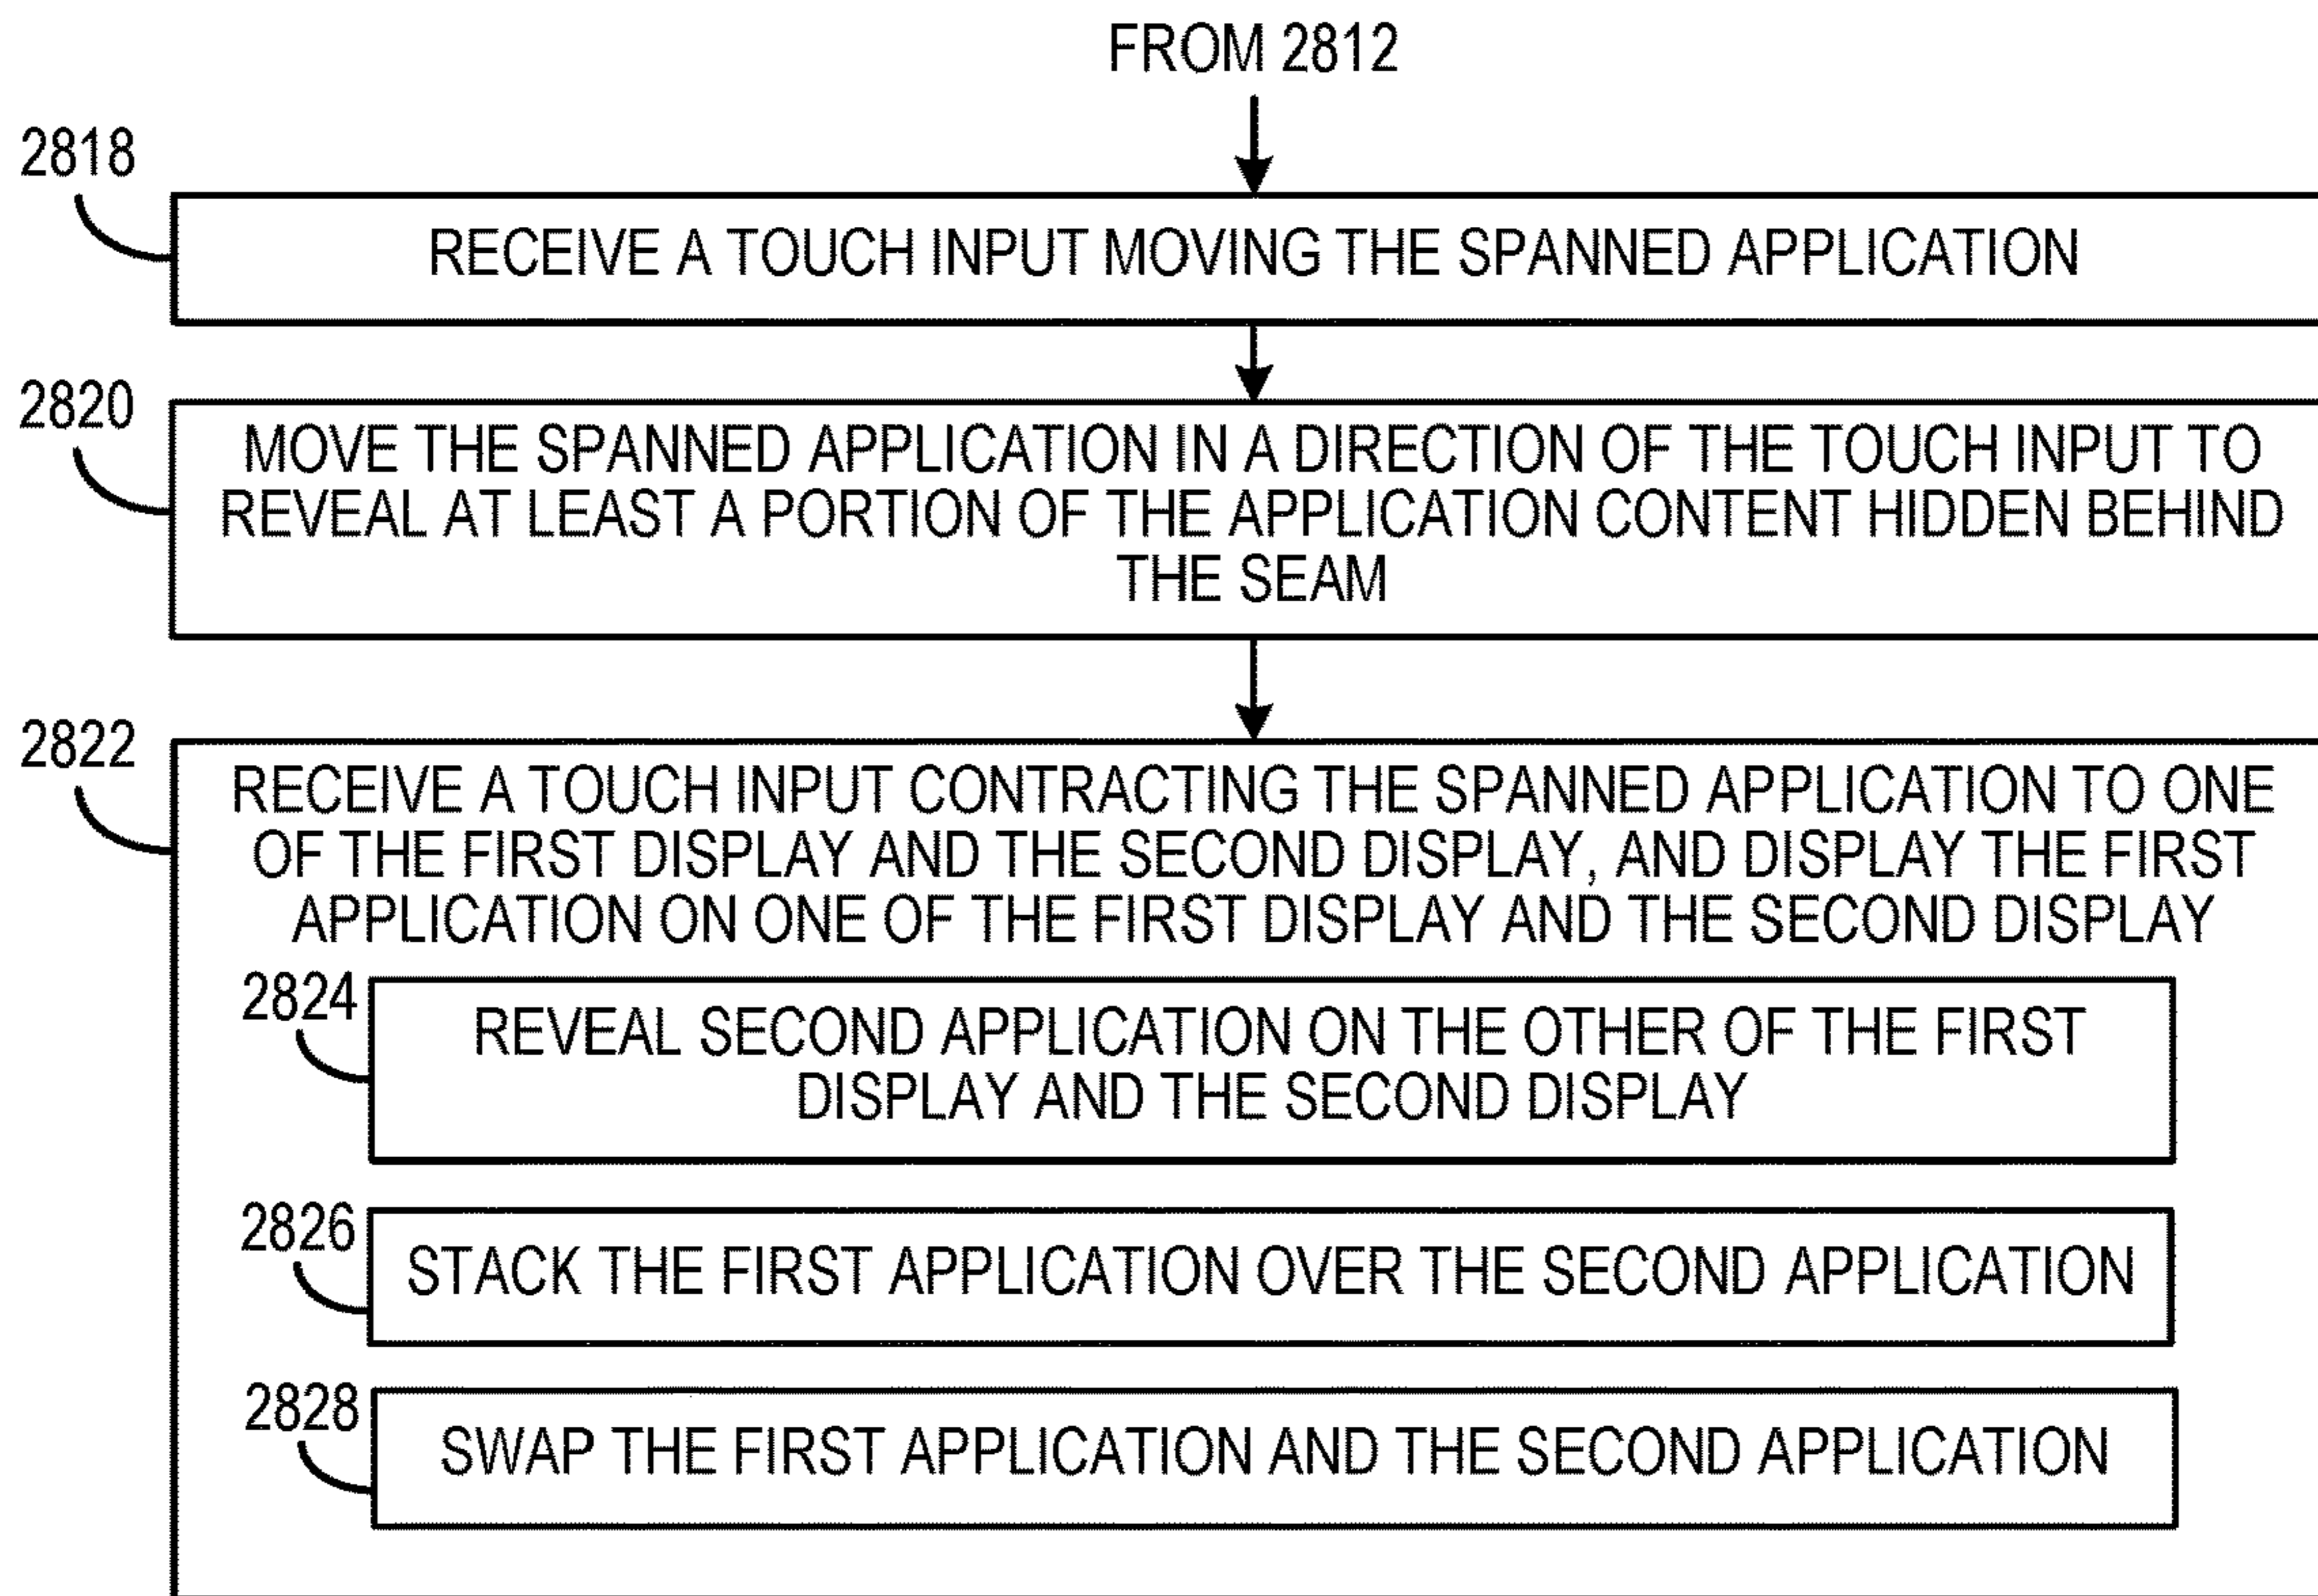 FROM 2812
2818
RECEIVE A TOUCH INPUT MOVING THE SPANNED APPLICATION
2820
MOVE THE SPANNED APPLICATION IN A DIRECTION OF THE TOUCH INPUT TO
REVEAL AT LEAST A PORTION OF THE APPLICATION CONTENT HIDDEN BEHIND
THE SEAM
2822
RECEIVE A TOUCH INPUT CONTRACTING THE SPANNED APPLICATION TO ONE
OF THE FIRST DISPLAY AND THE SECOND DISPLAY, AND DISPLAY THE FIRST
APPLICATION ON ONE OF THE FIRST DISPLAY AND THE SECOND DISPLAY
2824
REVEAL SECOND APPLICATION ON THE OTHER OF THE FIRST
DISPLAY AND THE SECOND DISPLAY
2826
STACK THE FIRST APPLICATION OVER THE SECOND APPLICATION
2828
SWAP THE FIRST APPLICATION AND THE SECOND APPLICATION